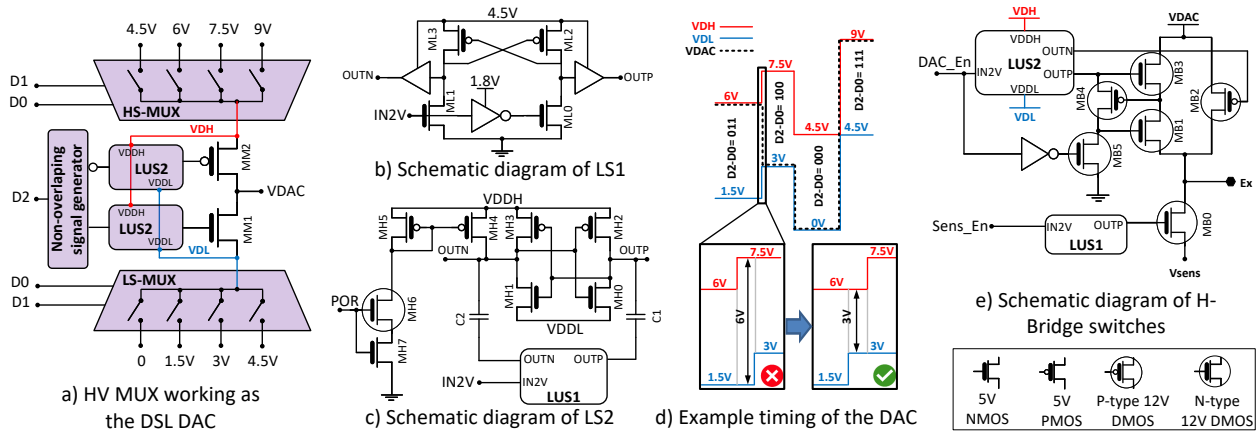 4.5V 6V 7.5V 9V
D1
D0
HS-MUX
VDH
VDDH
LUS2
VDDL
MM2
Non-overlaping
signal generator
D2
VDAC
VDDH
LUS2
VDDL
MM1
VDL
D0
D1
LS-MUX
0 1.5V 3V 4.5V
a) HV MUX working as
the DSL DAC
4.5V
ML3
ML2
OUTN
OUTP
ML1
1.8V
IN2V
ML0
b) Schematic diagram of LS1
VDDH
MH5
MH4
MH3
MH2
OUTN
OUTP
MH1
MH0
POR
MH6
VDDL
C2
C1
MH7
OUTN OUTP
IN2V
IN2V
LUS1
c) Schematic diagram of LS2
VDH
VDL
VDAC
9V
7.5V
6V
D2-D0= 011
D2-D0= 100
D2-D0= 000
D2-D0= 111
4.5V 4.5V
3V
1.5V
0V
7.5V
6V
6V
3V
1.5V
7.5V
6V
3V
3V
1.5V
d) Example timing of the DAC
VDH
VDDH
OUTN
LUS2
OUTP
DAC_En
IN2V
VDDL
VDL
VDAC
MB3
MB4
MB2
MB1
MB5
Ex
Sens_En
IN2V
OUTP
LUS1
MB0
Vsens
e) Schematic diagram of H-
Bridge switches
5V
NMOS
5V
PMOS
P-type 12V
DMOS
N-type
12V DMOS